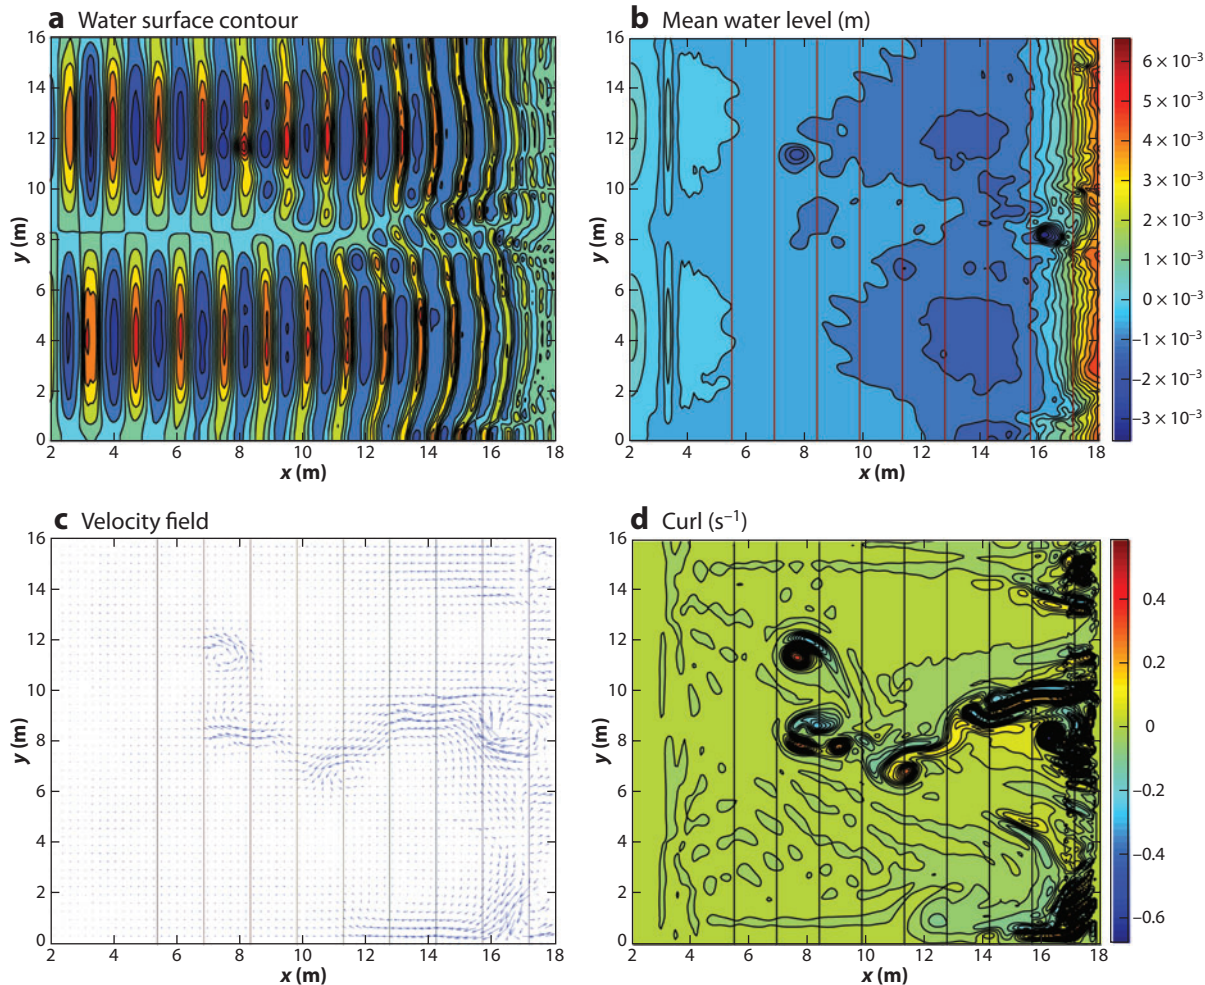 a Water surface contour
16
14
12
10
8
6
4
2
0
y (m)
2 4 6 8 10 12 14 16 18
x (m)
b Mean water level (m)
16
14
12
10
8
6
4
2
0
y (m)
2 4 6 8 10 12 14 16 18
x (m)
6 × 10⁻³
5 × 10⁻³
4 × 10⁻³
3 × 10⁻³
2 × 10⁻³
1 × 10⁻³
0 × 10⁻³
−1 × 10⁻³
−2 × 10⁻³
−3 × 10⁻³
c Velocity field
16
14
12
10
8
6
4
2
0
y (m)
2 4 6 8 10 12 14 16 18
x (m)
d Curl (s⁻¹)
16
14
12
10
8
6
4
2
0
y (m)
2 4 6 8 10 12 14 16 18
x (m)
0.4
0.2
0
−0.2
−0.4
−0.6